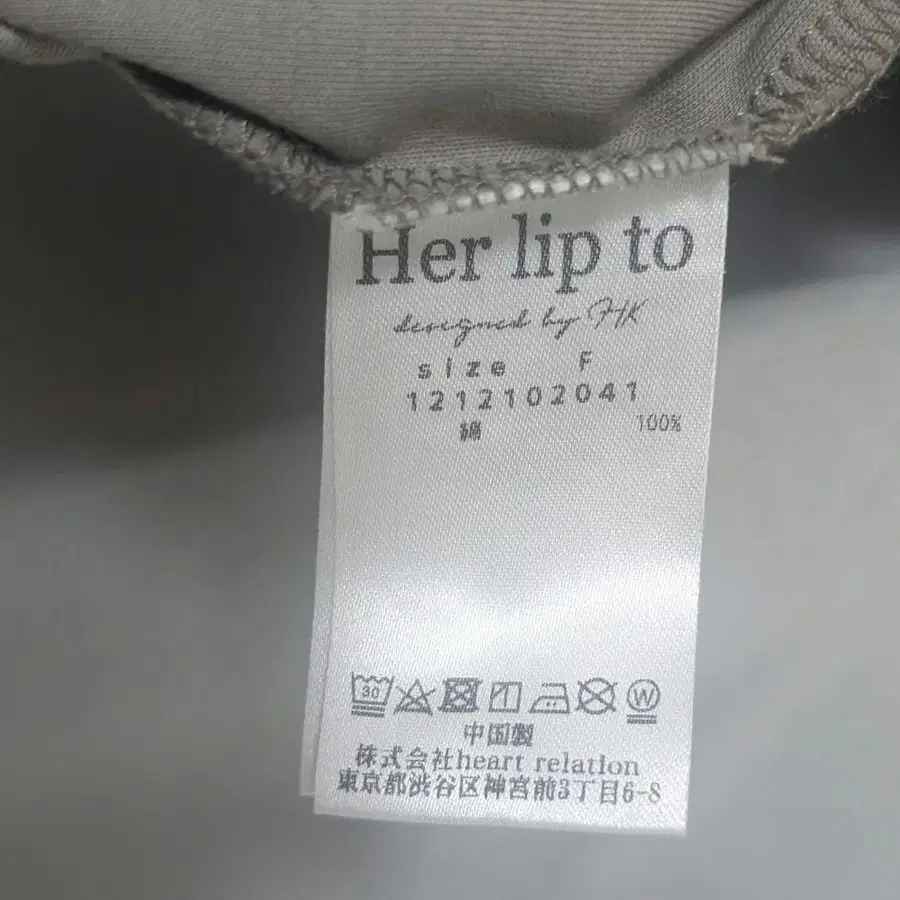 Her lip to
designed by HK
size F
1212102041
綿 100%
30 W
中国製
株式会社heart relation
東京都渋谷区神宮前3丁目6-8